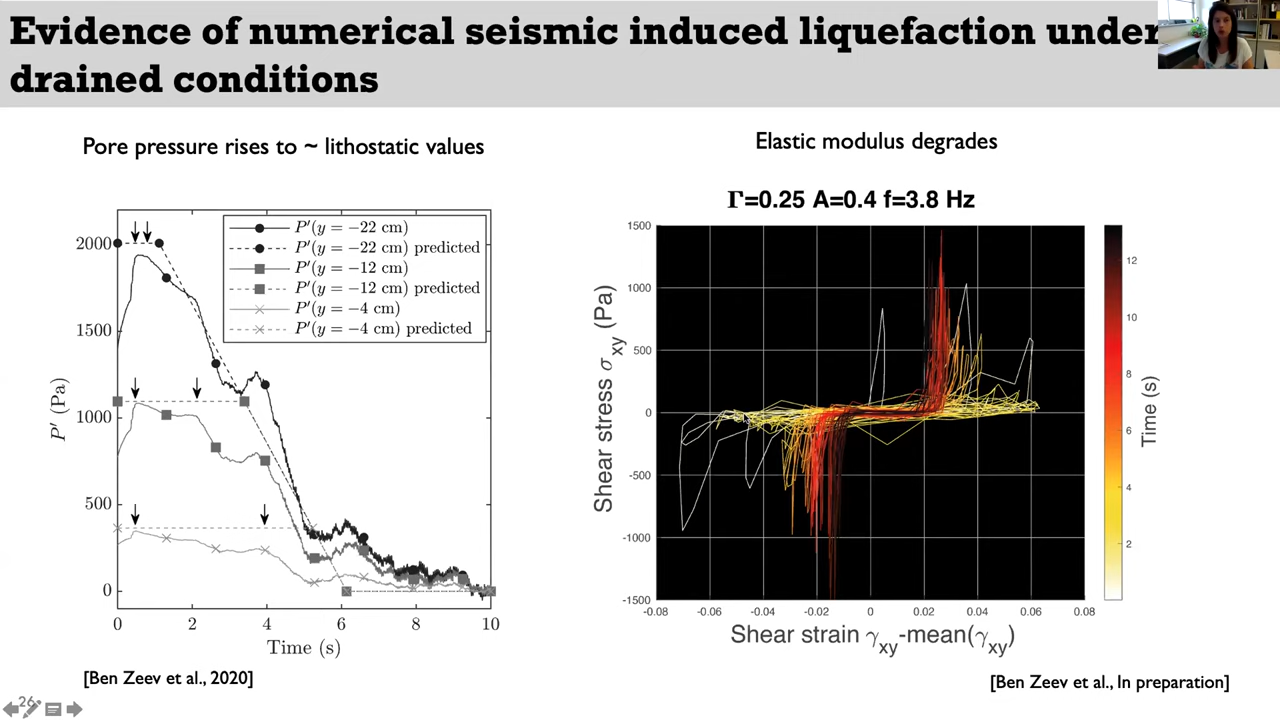 Evidence of numerical seismic induced liquefaction under
drained conditions
Pore pressure rises to ~ lithostatic values
P′(y = −22 cm)
P′(y = −22 cm) predicted
P′(y = −12 cm)
P′(y = −12 cm) predicted
P′(y = −4 cm)
P′(y = −4 cm) predicted
2000
1500
1000
500
0
P′ (Pa)
0 2 4 6 8 10
Time (s)
[Ben Zeev et al., 2020]
Elastic modulus degrades
Γ=0.25 A=0.4 f=3.8 Hz
1500
1000
500
0
-500
-1000
-1500
Shear stress σxy (Pa)
-0.08 -0.06 -0.04 -0.02 0 0.02 0.04 0.06 0.08
Shear strain γxy-mean(γxy)
12
10
8
6
4
2
Time (s)
[Ben Zeev et al., In preparation]
26